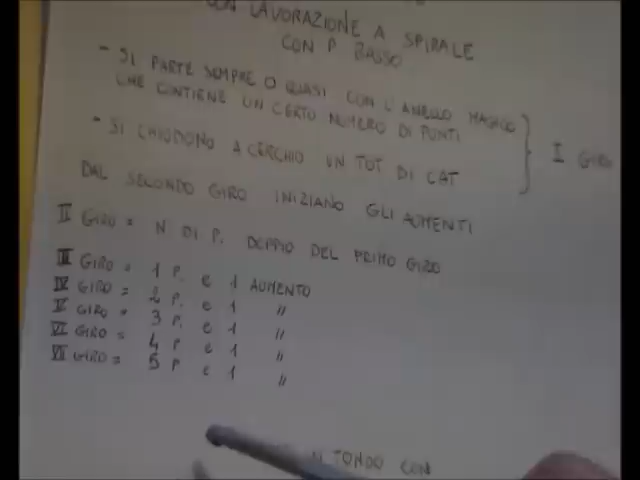 CON LAVORAZIONE A SPIRALE
CON P BASSO
- SI PARTE SEMPRE O QUASI CON L'ANELLO MAGICO
CHE CONTIENE UN CERTO NUMERO DI PUNTI
- SI CHIUDONO A CERCHIO UN TOT DI CAT
I GIRO
DAL SECONDO GIRO INIZIANO GLI AUMENTI
II GIRO = N DI P. DOPPIO DEL PRIMO GIRO
III GIRO = 1 P. E 1 AUMENTO
IV GIRO = 2 P. E 1 "
V GIRO = 3 P. E 1 "
VI GIRO = 4 P E 1 "
VII GIRO = 5 P E 1 "
TONDO CON